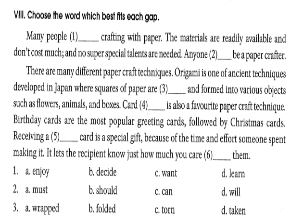 VIII. Choose the word which best fits each gap.
Many people (1)_____ crafting with paper. The materials are readily available and
don't cost much; and no super special talents are needed. Anyone (2)____ be a paper crafter.
There are many different paper craft techniques. Origami is one of ancient techniques
developed in Japan where squares of paper are (3)_____ and formed into various objects
such as flowers, animals, and boxes. Card (4)____ is also a favourite paper craft technique.
Birthday cards are the most popular greeting cards, followed by Christmas cards.
Receiving a (5)____ card is a special gift, because of the time and effort someone spent
making it. It lets the recipient know just how much you care (6)_____ them.
1. a. enjoy b. decide c. want d. learn
2. a. must b. should c. can d. will
3. a. wrapped b. folded c. torn d. taken